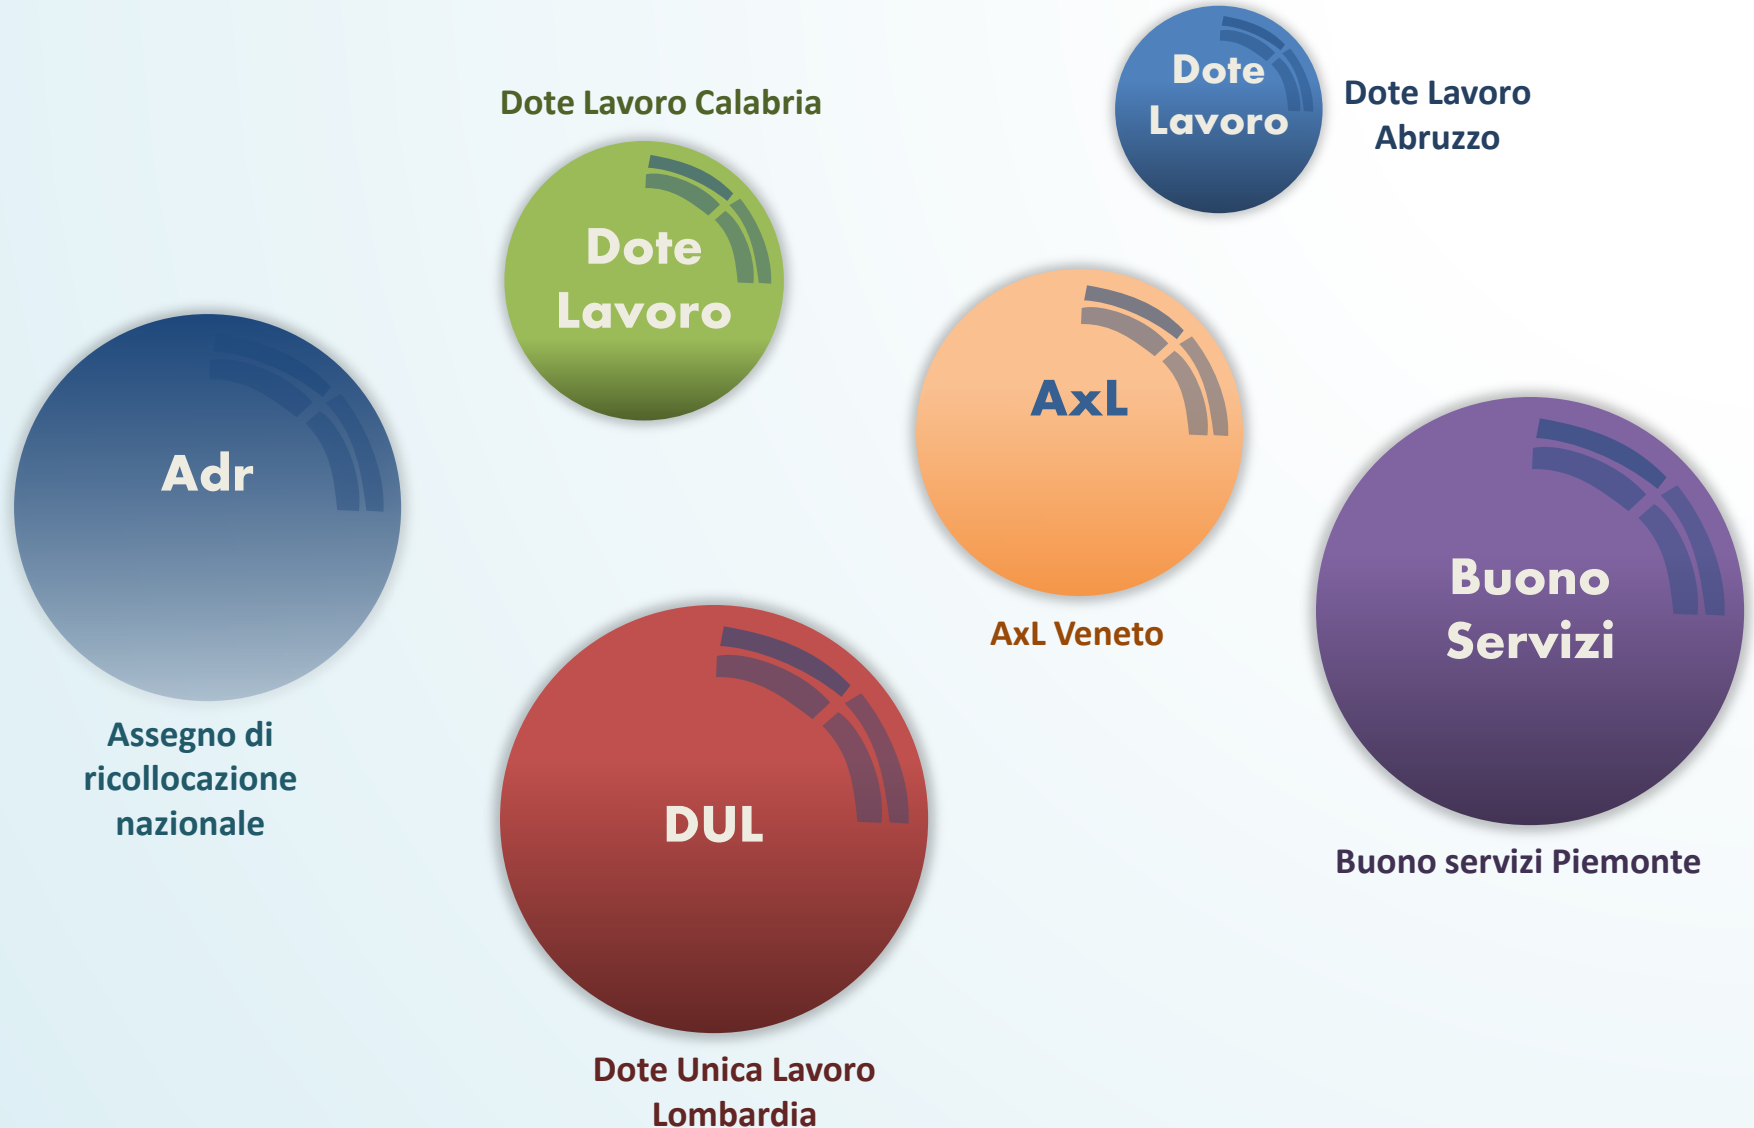 Dote
Lavoro
Dote Lavoro
Abruzzo
Dote Lavoro Calabria
Dote
Lavoro
AxL
AxL Veneto
Adr
Assegno di
ricollocazione
nazionale
Buono
Servizi
Buono servizi Piemonte
DUL
Dote Unica Lavoro
Lombardia